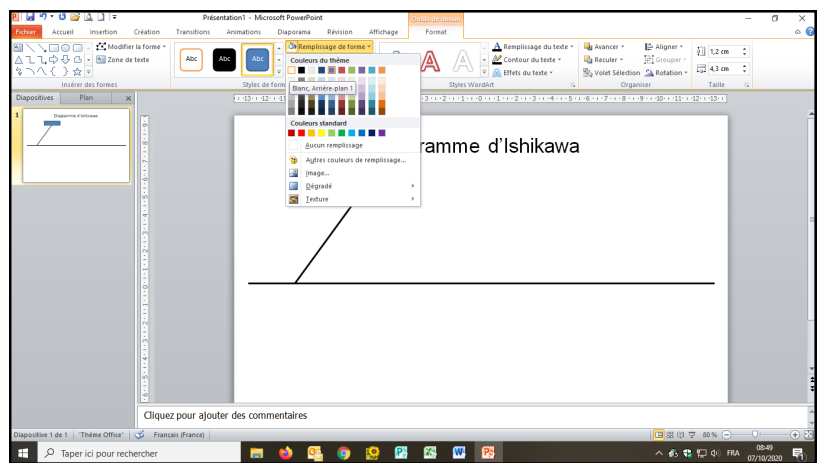 Présentation1 - Microsoft PowerPoint
Outils de dessin
Fichier Accueil Insertion Création Transitions Animations Diaporama Révision Affichage Format
Modifier la forme
Zone de texte
Insérer des formes
Abc Abc Abc
Styles de form
Remplissage de forme
Remplissage du texte
Contour du texte
Effets du texte
Styles WordArt
Avancer
Reculer
Volet Sélection
Aligner
Grouper
Rotation
Organiser
1,2 cm
4,3 cm
Taille
Couleurs du thème
Blanc, Arrière-plan 1
Couleurs standard
Aucun remplissage
Autres couleurs de remplissage...
Image...
Dégradé
Texture
Diapositives Plan
1
Diagramme d'Ishikawa
ramme d'Ishikawa
Cliquez pour ajouter des commentaires
Diapositive 1 de 1 "Thème Office" Français (France) 80 %
Taper ici pour rechercher
FRA
08:49
07/10/2020